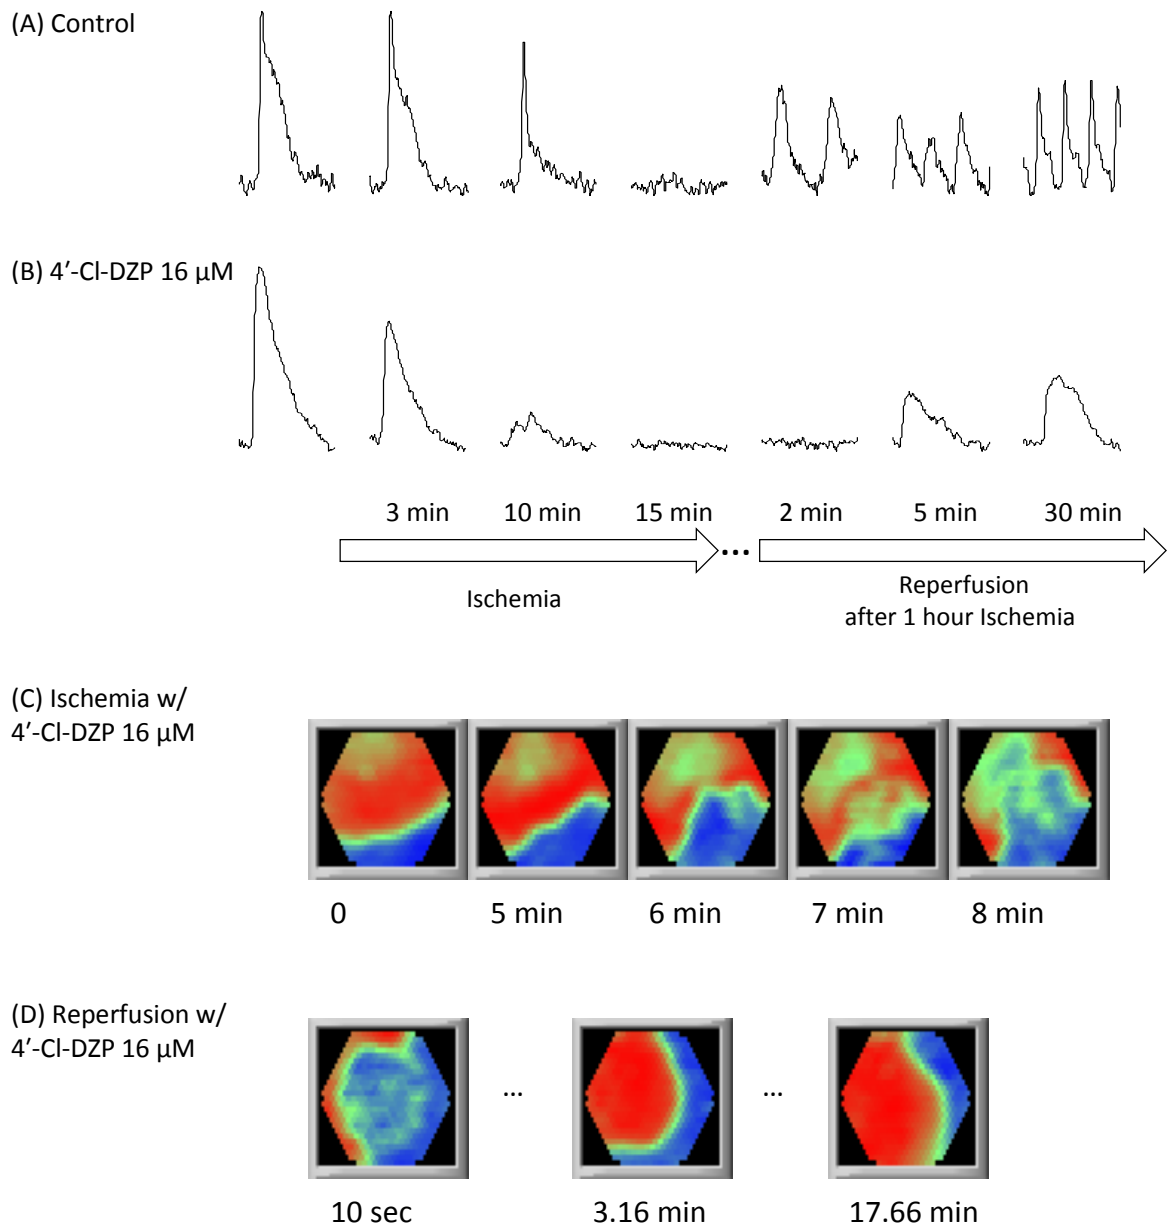 (A) Control
(B) 4′-Cl-DZP 16 μM
3 min 10 min 15 min 2 min 5 min 30 min
...
Ischemia
Reperfusion
after 1 hour Ischemia
(C) Ischemia w/
4′-Cl-DZP 16 μM
0 5 min 6 min 7 min 8 min
(D) Reperfusion w/
4′-Cl-DZP 16 μM
... ...
10 sec 3.16 min 17.66 min